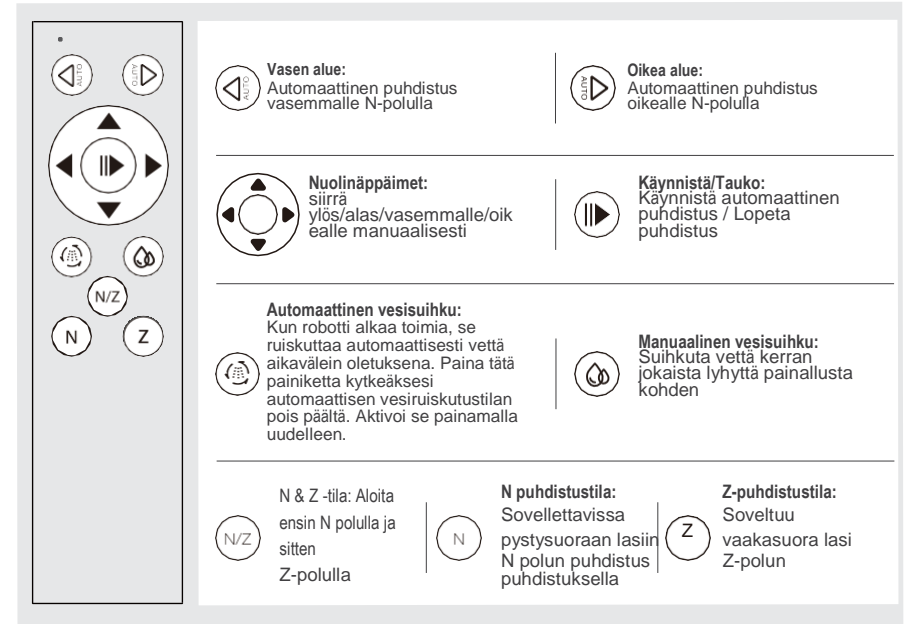 AUTO
AUTO
N/Z
N
Z
AUTO
Vasen alue:
Automaattinen puhdistus
vasemmalle N-polulla
AUTO
Oikea alue:
Automaattinen puhdistus
oikealle N-polulla
Nuolinäppäimet:
siirrä
ylös/alas/vasemmalle/oik
ealle manuaalisesti
Käynnistä/Tauko:
Käynnistä automaattinen
puhdistus / Lopeta
puhdistus
Automaattinen vesisuihku:
Kun robotti alkaa toimia, se
ruiskuttaa automaattisesti vettä
aikavälein oletuksena. Paina tätä
painiketta kytkeäksesi
automaattisen vesiruiskutustilan
pois päältä. Aktivoi se painamalla
uudelleen.
Manuaalinen vesisuihku:
Suihkuta vettä kerran
jokaista lyhyttä painallusta
kohden
N/Z
N & Z -tila: Aloita
ensin N polulla ja
sitten
Z-polulla
N
N puhdistustila:
Sovellettavissa
pystysuoraan lasiin
N polun puhdistus
puhdistuksella
Z
Z-puhdistustila:
Soveltuu
vaakasuora lasi
Z-polun